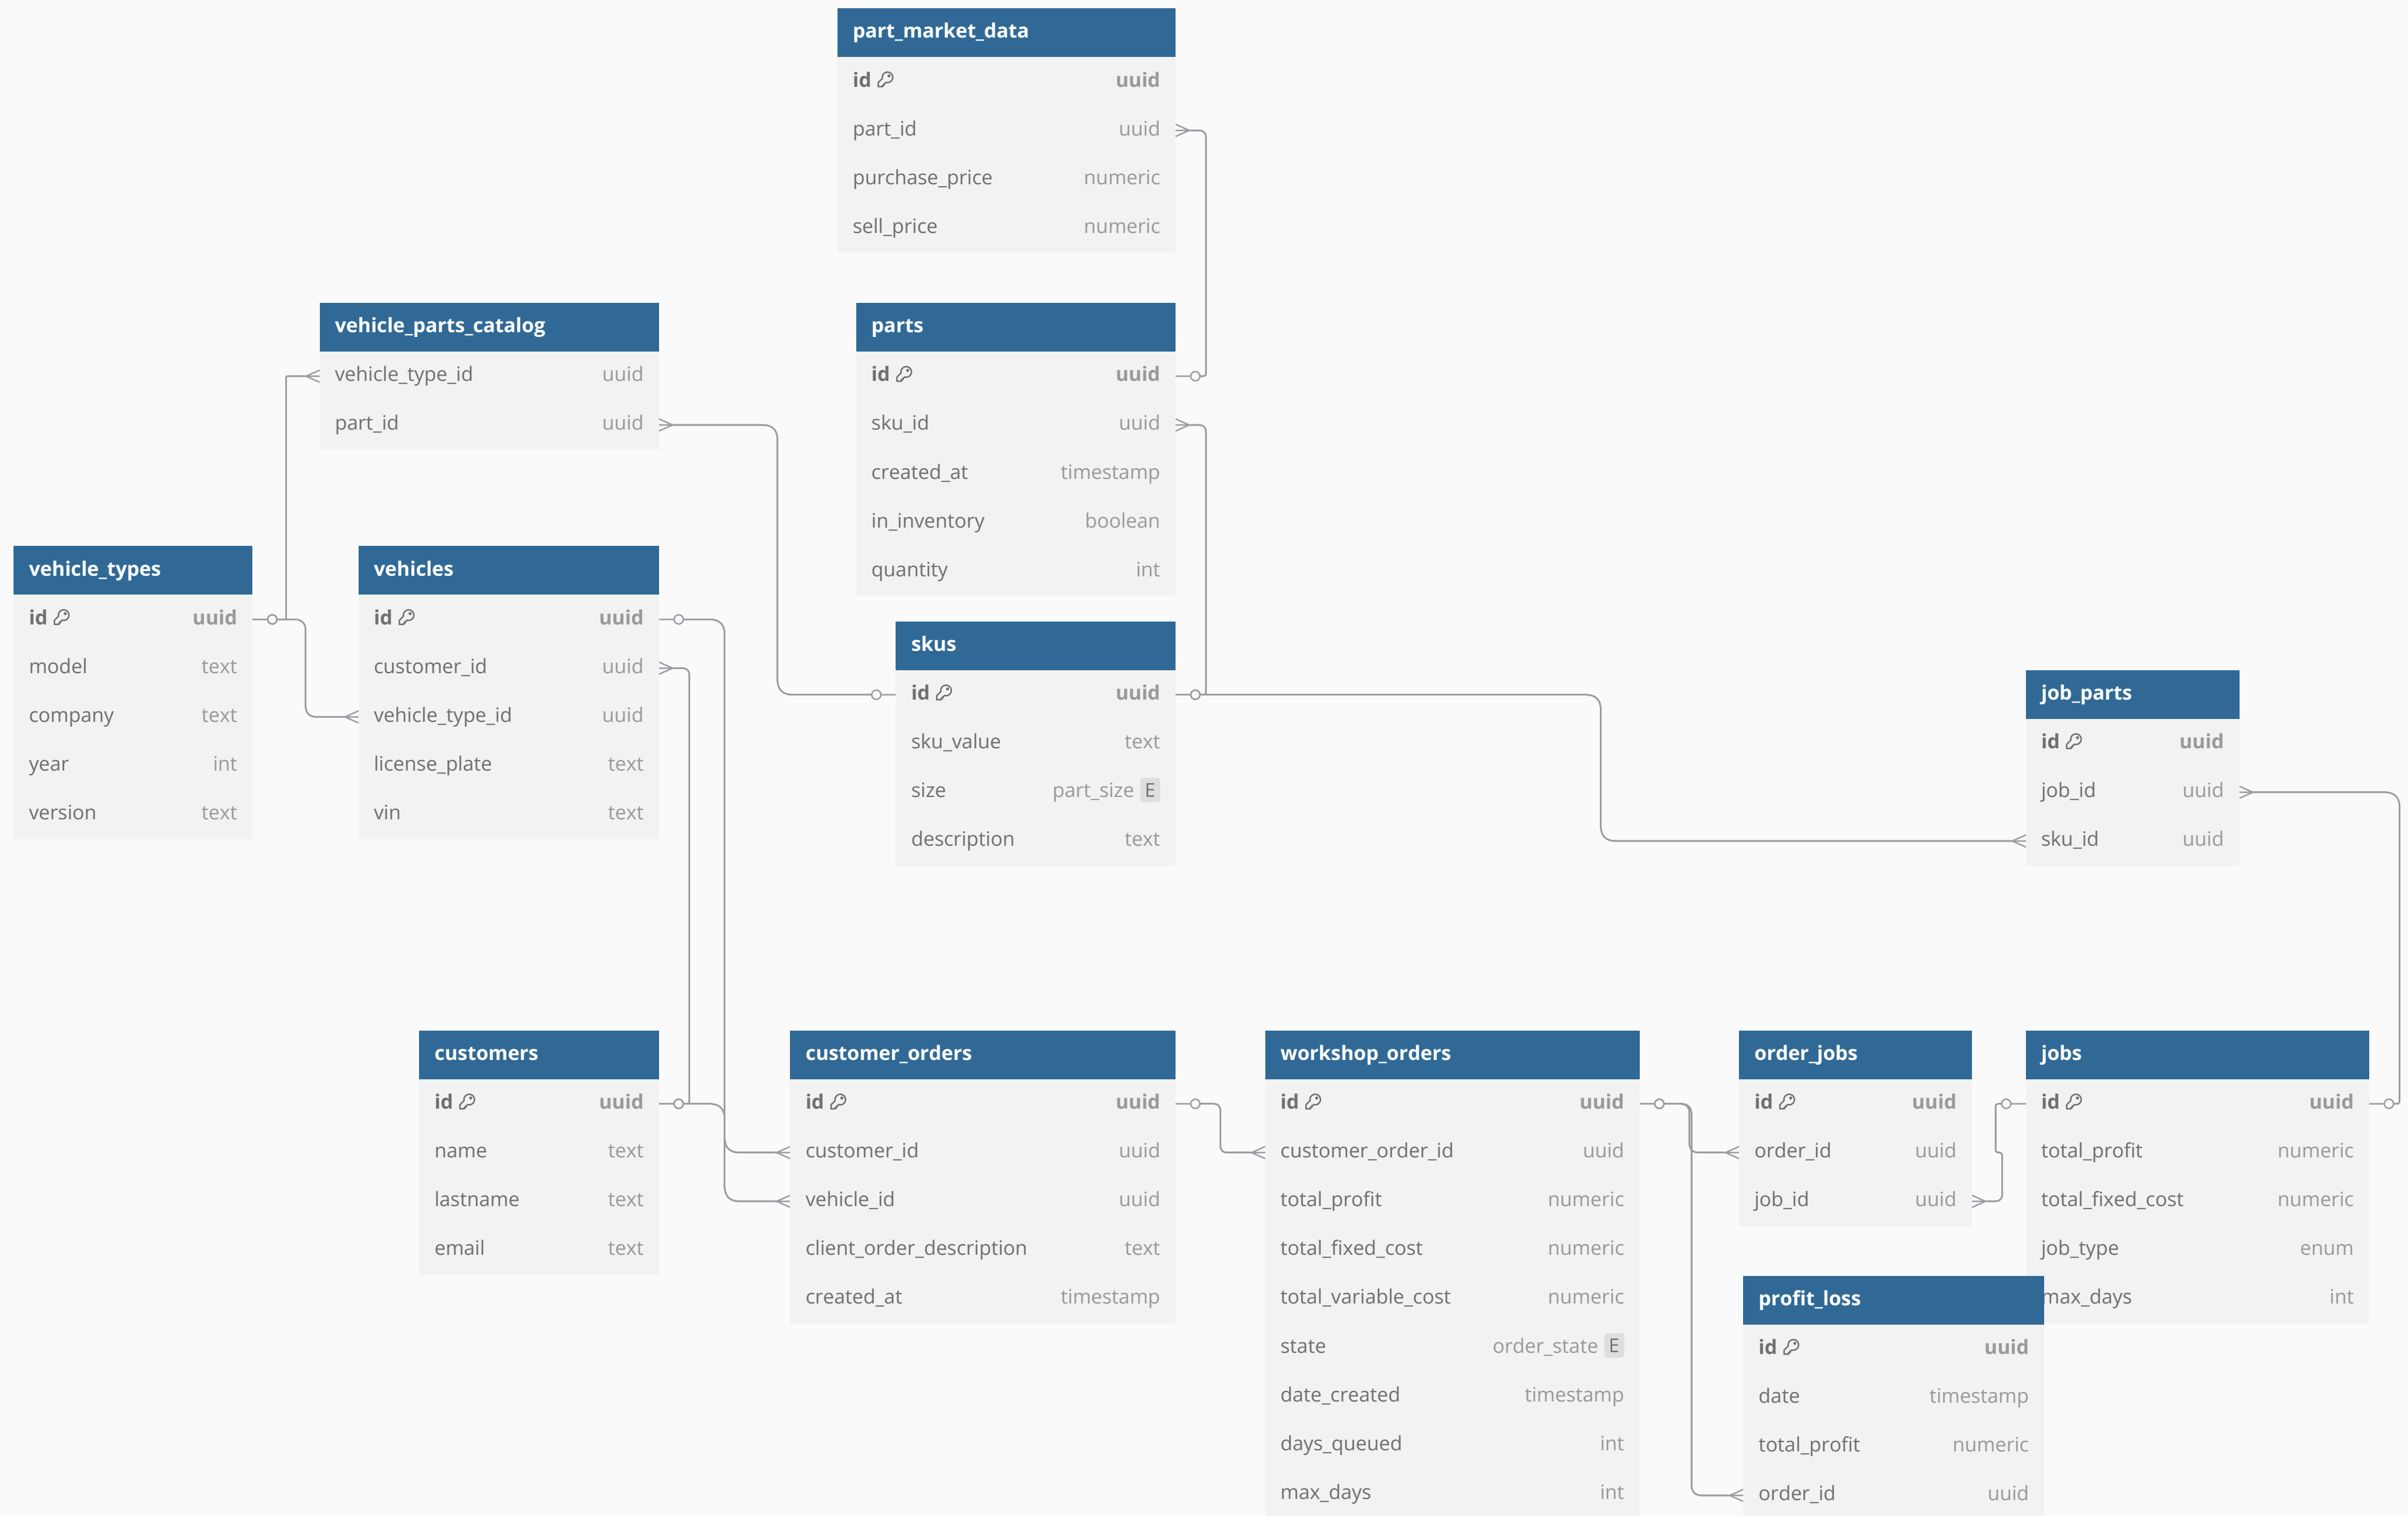 part_market_data
id uuid
part_id uuid
purchase_price numeric
sell_price numeric
vehicle_parts_catalog
vehicle_type_id uuid
part_id uuid
parts
id uuid
sku_id uuid
created_at timestamp
in_inventory boolean
quantity int
vehicle_types
id uuid
model text
company text
year int
version text
vehicles
id uuid
customer_id uuid
vehicle_type_id uuid
license_plate text
vin text
skus
id uuid
sku_value text
size part_size E
description text
job_parts
id uuid
job_id uuid
sku_id uuid
customers
id uuid
name text
lastname text
email text
customer_orders
id uuid
customer_id uuid
vehicle_id uuid
client_order_description text
created_at timestamp
workshop_orders
id uuid
customer_order_id uuid
total_profit numeric
total_fixed_cost numeric
total_variable_cost numeric
state order_state E
date_created timestamp
days_queued int
max_days int
order_jobs
id uuid
order_id uuid
job_id uuid
jobs
id uuid
total_profit numeric
total_fixed_cost numeric
job_type enum
max_days int
profit_loss
id uuid
date timestamp
total_profit numeric
order_id uuid